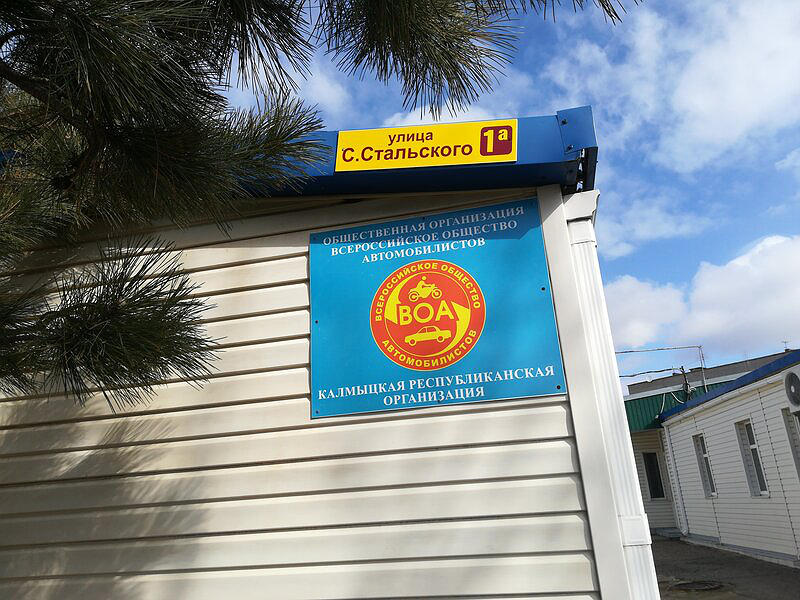 улица
С.Стальского 1а
ОБЩЕСТВЕННАЯ ОРГАНИЗАЦИЯ
ВСЕРОССИЙСКОЕ ОБЩЕСТВО
АВТОМОБИЛИСТОВ
ВСЕРОССИЙСКОЕ ОБЩЕСТВО
ВОА
АВТОМОБИЛИСТОВ
КАЛМЫЦКАЯ РЕСПУБЛИКАНСКАЯ
ОРГАНИЗАЦИЯ